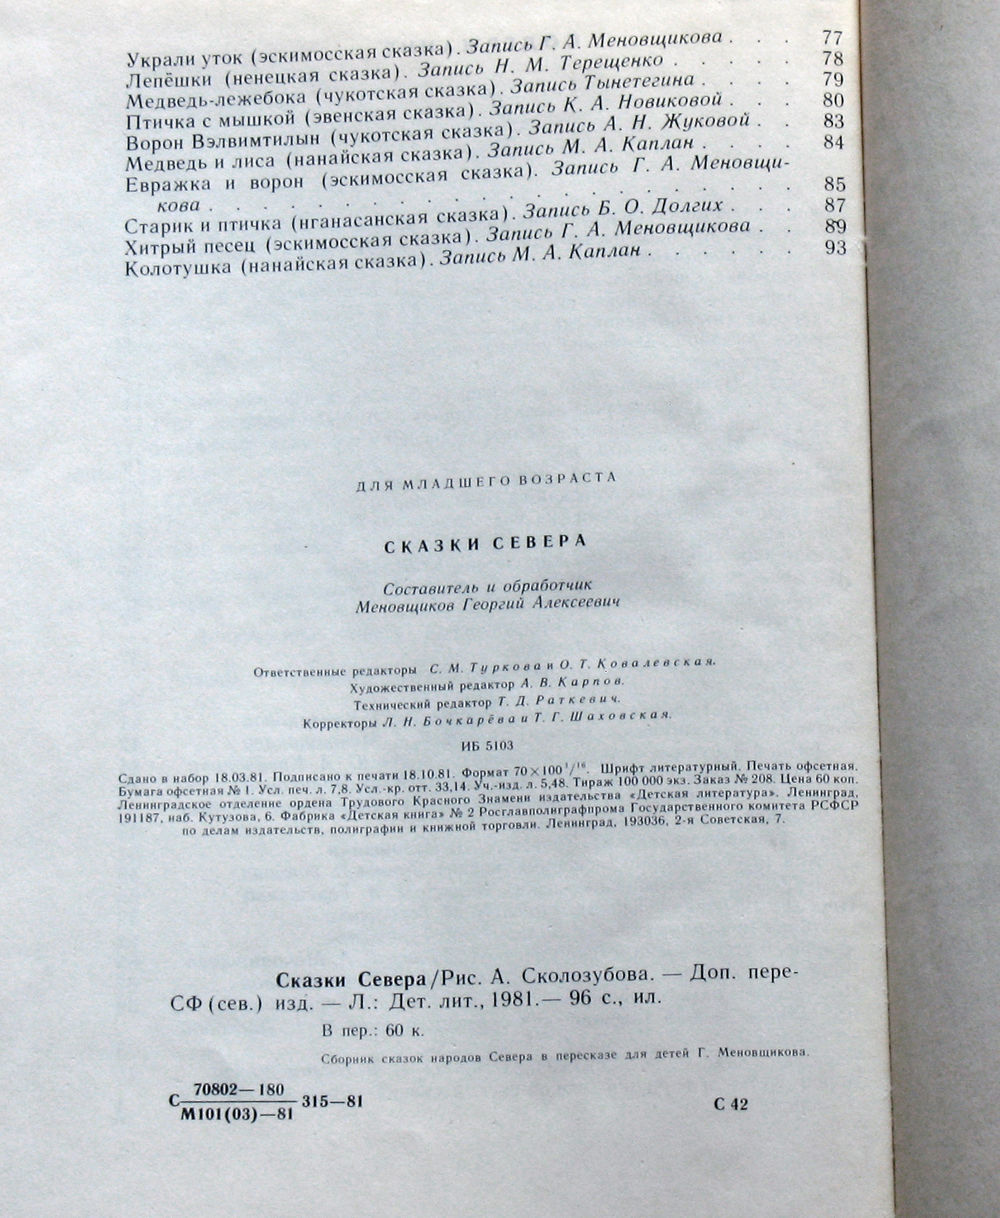 Украли уток (эскимосская сказка). Запись Г. А. Меновщикова . . . 77
Лепёшки (ненецкая сказка). Запись Н. М. Терещенко . . . . . 78
Медведь-лежебока (чукотская сказка). Запись Тынетегина . . . . 79
Птичка с мышкой (эвенская сказка). Запись К. А. Новиковой . . . 80
Ворон Вэлвимтилын (чукотская сказка). Запись А. Н. Жуковой . . 83
Медведь и лиса (нанайская сказка). Запись М. А. Каплан . . . . 84
Евражка и ворон (эскимосская сказка). Запись Г. А. Меновщи-
кова . . . . . . . . . . . . . . . . . . 85
Старик и птичка (нганасанская сказка). Запись Б. О. Долгих . . . 87
Хитрый песец (эскимосская сказка). Запись Г. А. Меновщикова . . 89
Колотушка (нанайская сказка). Запись М. А. Каплан . . . . . . 93
ДЛЯ МЛАДШЕГО ВОЗРАСТА
СКАЗКИ СЕВЕРА
Составитель и обработчик
Меновщиков Георгий Алексеевич
Ответственные редакторы С. М. Туркова и О. Т. Ковалевская.
Художественный редактор А. В. Карпов.
Технический редактор Т. Д. Раткевич.
Корректоры Л. Н. Бочкарёва и Т. Г. Шаховская.
ИБ 5103
Сдано в набор 18.03.81. Подписано к печати 18.10.81. Формат 70×100 1/16. Шрифт литературный. Печать офсетная.
Бумага офсетная № 1. Усл. печ. л. 7,8. Усл.-кр. отт. 33,14. Уч.-изд. л. 5,48. Тираж 100 000 экз. Заказ № 208. Цена 60 коп.
Ленинградское отделение ордена Трудового Красного Знамени издательства «Детская литература». Ленинград,
191187, наб. Кутузова, 6. Фабрика «Детская книга» № 2 Росглавполиграфпрома Государственного комитета РСФСР
по делам издательств, полиграфии и книжной торговли. Ленинград, 193036, 2-я Советская, 7.
Сказки Севера/Рис. А. Сколозубова. — Доп. пере-
СФ (сев.) изд. — Л.: Дет. лит., 1981.— 96 с., ил.
В пер.: 60 к.
Сборник сказок народов Севера в пересказе для детей Г. Меновщикова.
70802—180
С 315—81
М101(03)—81
С 42